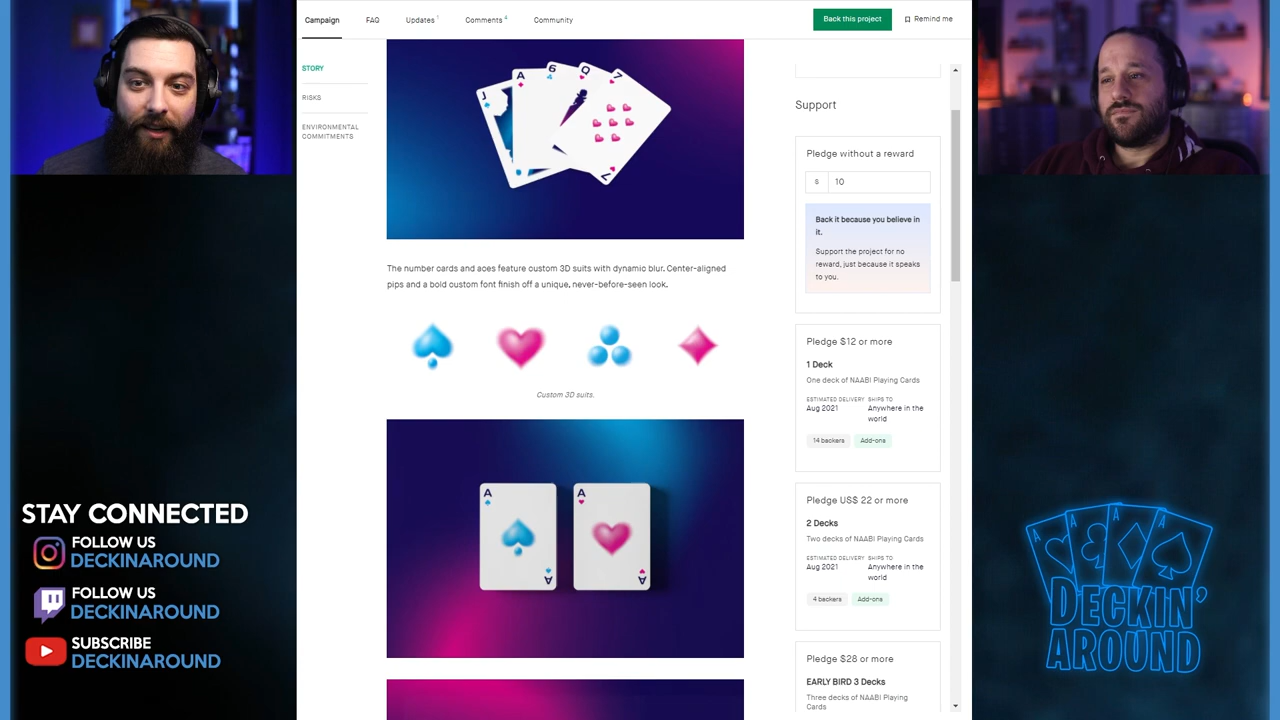 Campaign
FAQ
Updates 1
Comments 4
Community
Back this project
Remind me
STORY
RISKS
ENVIRONMENTAL
COMMITMENTS
J
A
6
Q
7
7
The number cards and aces feature custom 3D suits with dynamic blur. Center-aligned
pips and a bold custom font finish off a unique, never-before-seen look.
Custom 3D suits.
A
A
A
A
Support
Pledge without a reward
$ 10
Back it because you believe in
it.
Support the project for no
reward, just because it speaks
to you.
Pledge $12 or more
1 Deck
One deck of NAABI Playing Cards
ESTIMATED DELIVERY SHIPS TO
Aug 2021 Anywhere in the
world
14 backers Add-ons
Pledge US$ 22 or more
2 Decks
Two decks of NAABI Playing Cards
ESTIMATED DELIVERY SHIPS TO
Aug 2021 Anywhere in the
world
4 backers Add-ons
Pledge $28 or more
EARLY BIRD 3 Decks
Three decks of NAABI Playing
Cards
STAY CONNECTED
FOLLOW US
DECKINAROUND
FOLLOW US
DECKINAROUND
SUBSCRIBE
DECKINAROUND
A A A A
DECKIN'
AROUND